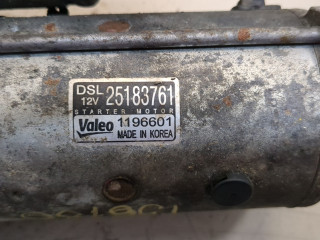 DSL 12V 25183761
STARTER MOTOR
Valeo 1196601
MADE IN KOREA